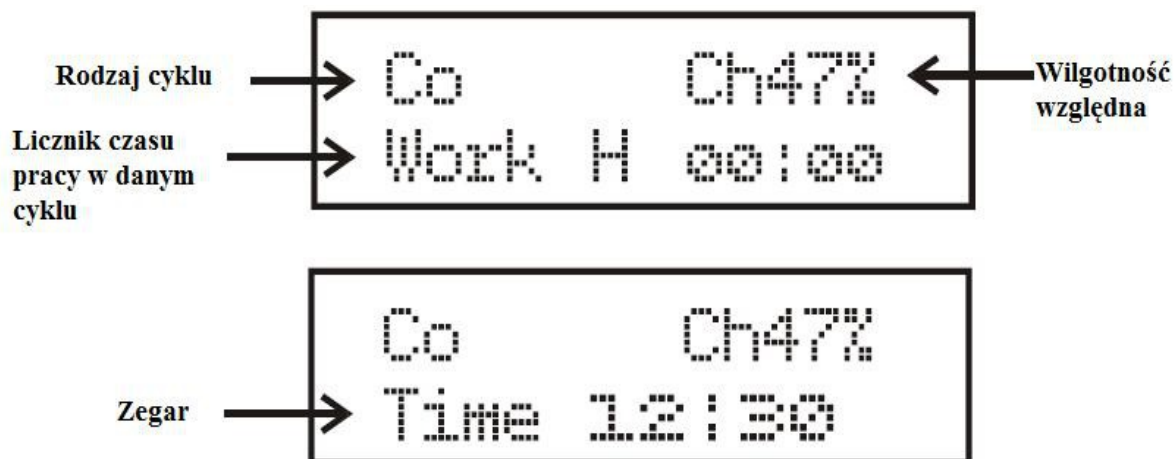 Rodzaj cyklu
Co Ch47%
Wilgotność
względna
Licznik czasu
pracy w danym
cyklu
Work H 00:00
Co Ch47%
Zegar
Time 12:30